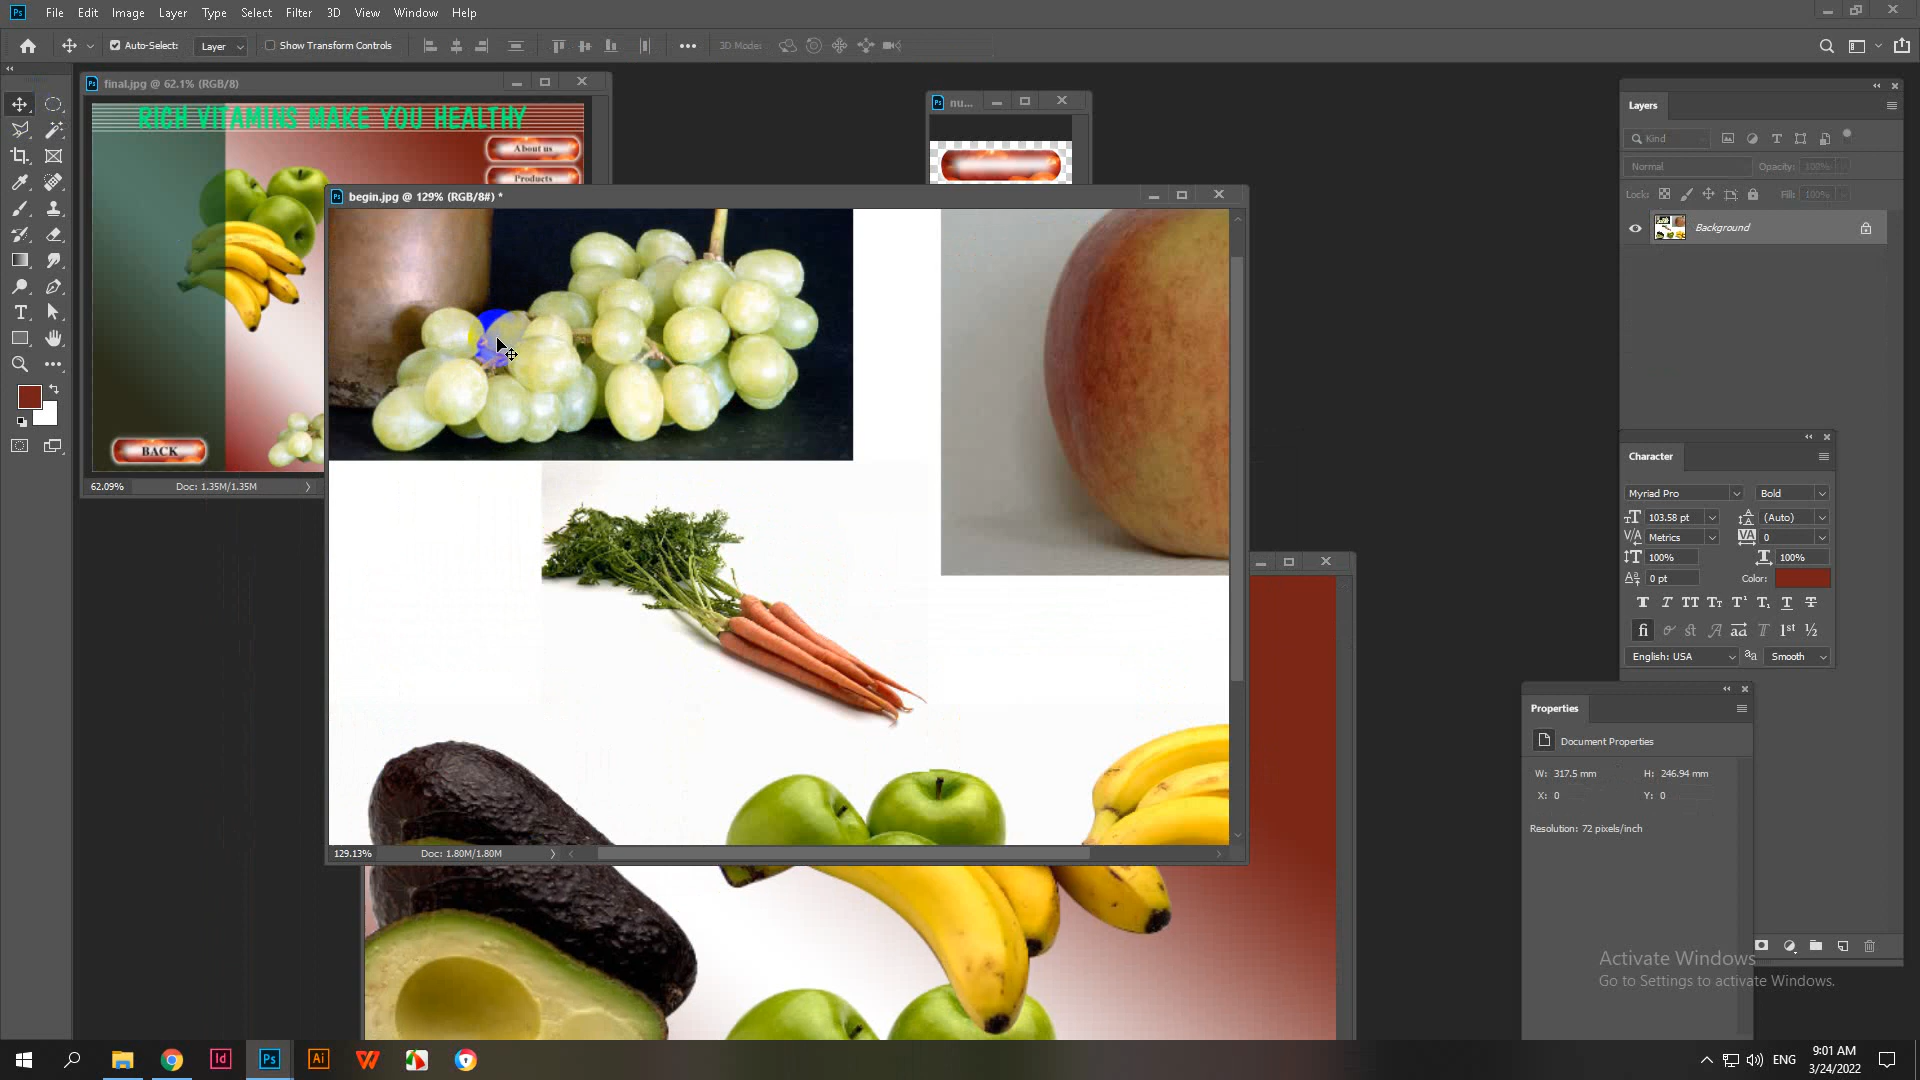 Ps File Edit Image Layer Type Select Filter 3D View Window Help
Auto-Select: Layer Show Transform Controls 3D Mode:
final.jpg @ 62.1% (RGB/8)
RICH VITAMINS MAKE YOU HEALTHY
About us
Products
BACK
62.09% Doc: 1.35M/1.35M
nu...
begin.jpg @ 129% (RGB/8#) *
129.13% Doc: 1.80M/1.80M
Layers
Kind
Normal Opacity: 100%
Lock: Fill: 100%
Background
Character
Myriad Pro Bold
103.58 pt (Auto)
Metrics 0
100% 100%
0 pt Color:
English: USA aa Smooth
Properties
Document Properties
W: 317.5 mm H: 246.94 mm
X: 0 Y: 0
Resolution: 72 pixels/inch
Activate Windows
Go to Settings to activate Windows.
Id Ps Ai
ENG
9:01 AM
3/24/2022